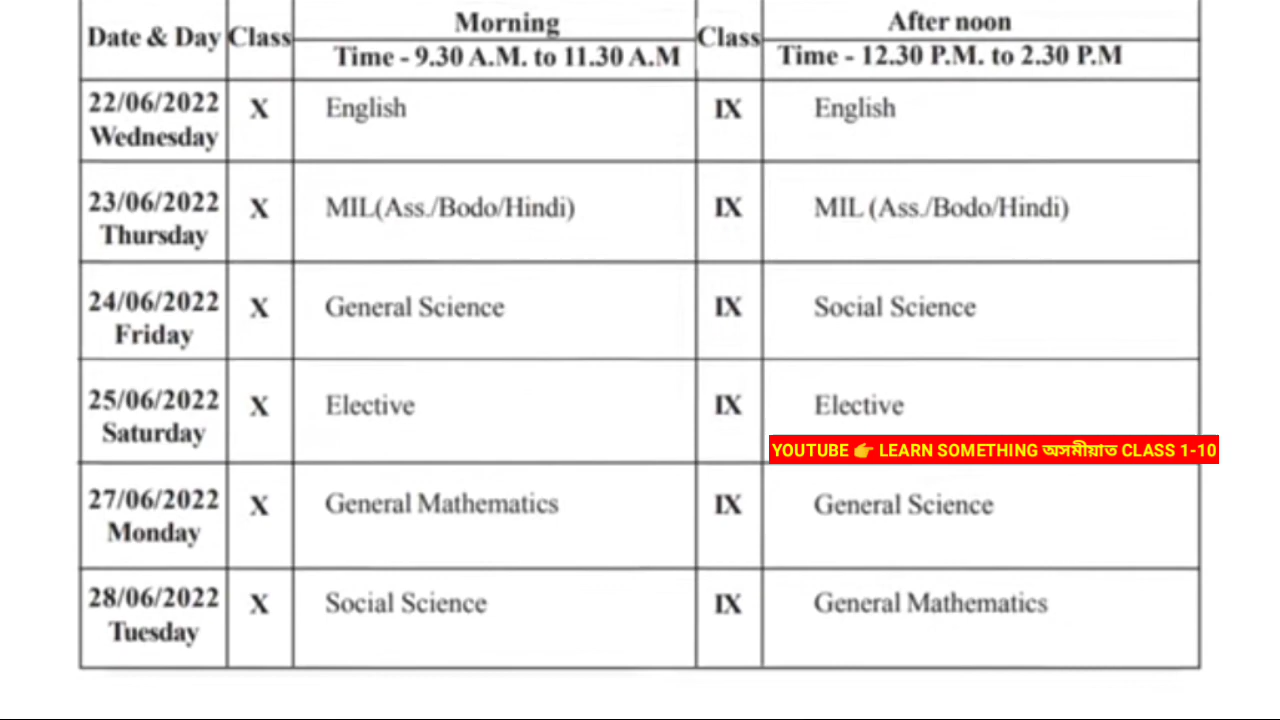 Date & Day Class Morning Class After noon
Time - 9.30 A.M. to 11.30 A.M Time - 12.30 P.M. to 2.30 P.M
22/06/2022 X English IX English
Wednesday
23/06/2022 X MIL(Ass./Bodo/Hindi) IX MIL (Ass./Bodo/Hindi)
Thursday
24/06/2022 X General Science IX Social Science
Friday
25/06/2022 X Elective IX Elective
Saturday
YOUTUBE 👉 LEARN SOMETHING অসমীয়াত CLASS 1-10
27/06/2022 X General Mathematics IX General Science
Monday
28/06/2022 X Social Science IX General Mathematics
Tuesday